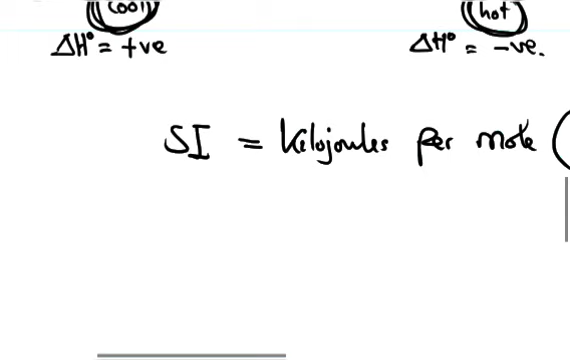 cool hot
ΔH° = +ve ΔH° = -ve.
SI = Kilojoules per mole (